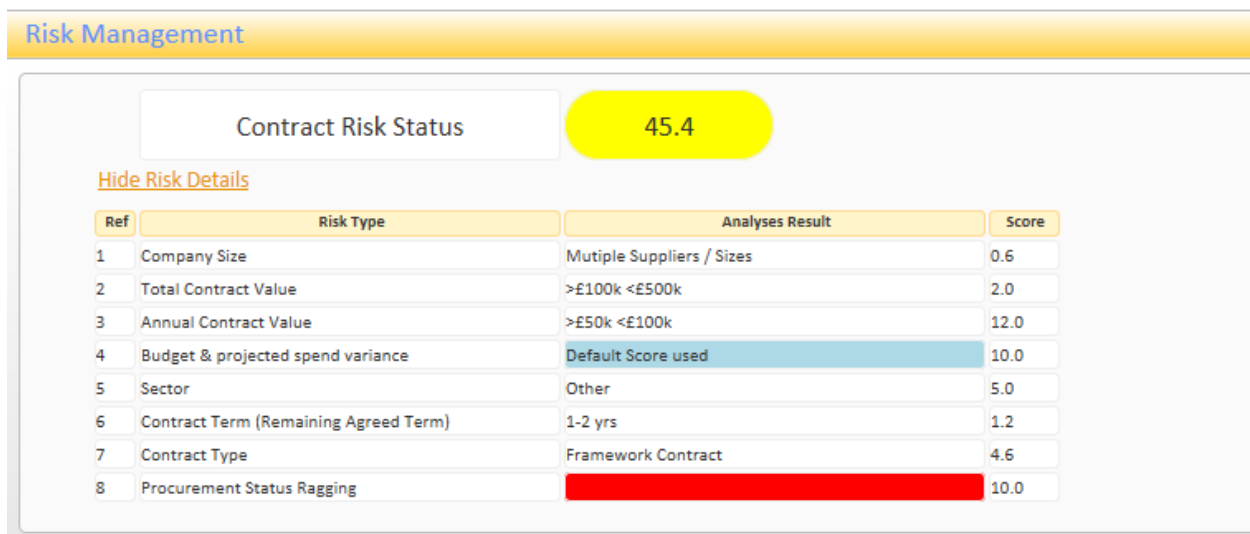 Risk Management
Contract Risk Status 45.4
Hide Risk Details
Ref Risk Type Analyses Result Score
1 Company Size Mutiple Suppliers / Sizes 0.6
2 Total Contract Value >£100k <£500k 2.0
3 Annual Contract Value >£50k <£100k 12.0
4 Budget & projected spend variance Default Score used 10.0
5 Sector Other 5.0
6 Contract Term (Remaining Agreed Term) 1-2 yrs 1.2
7 Contract Type Framework Contract 4.6
8 Procurement Status Ragging 10.0